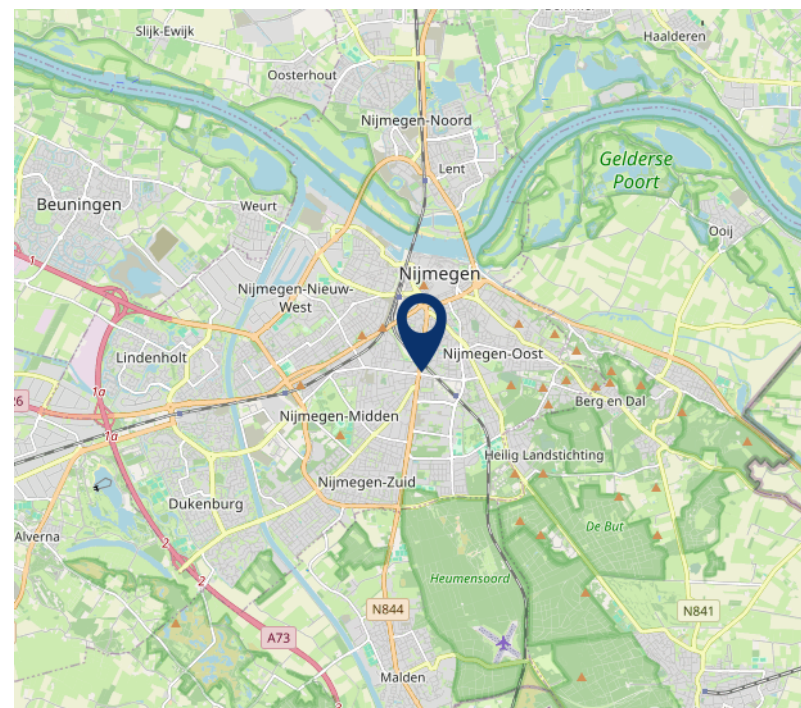 Slijk-Ewijk
Haalderen
Oosterhout
Nijmegen-Noord
Gelderse
Poort
Lent
Beuningen
Weurt
Ooij
1
Nijmegen
Nijmegen-Nieuw-
West
Lindenholt
Nijmegen-Oost
1a
26
Berg en Dal
Nijmegen-Midden
1a
Heilig Landstichting
Nijmegen-Zuid
Dukenburg
De But
Alverna
2
2
Heumensoord
N844
N841
A73
Malden